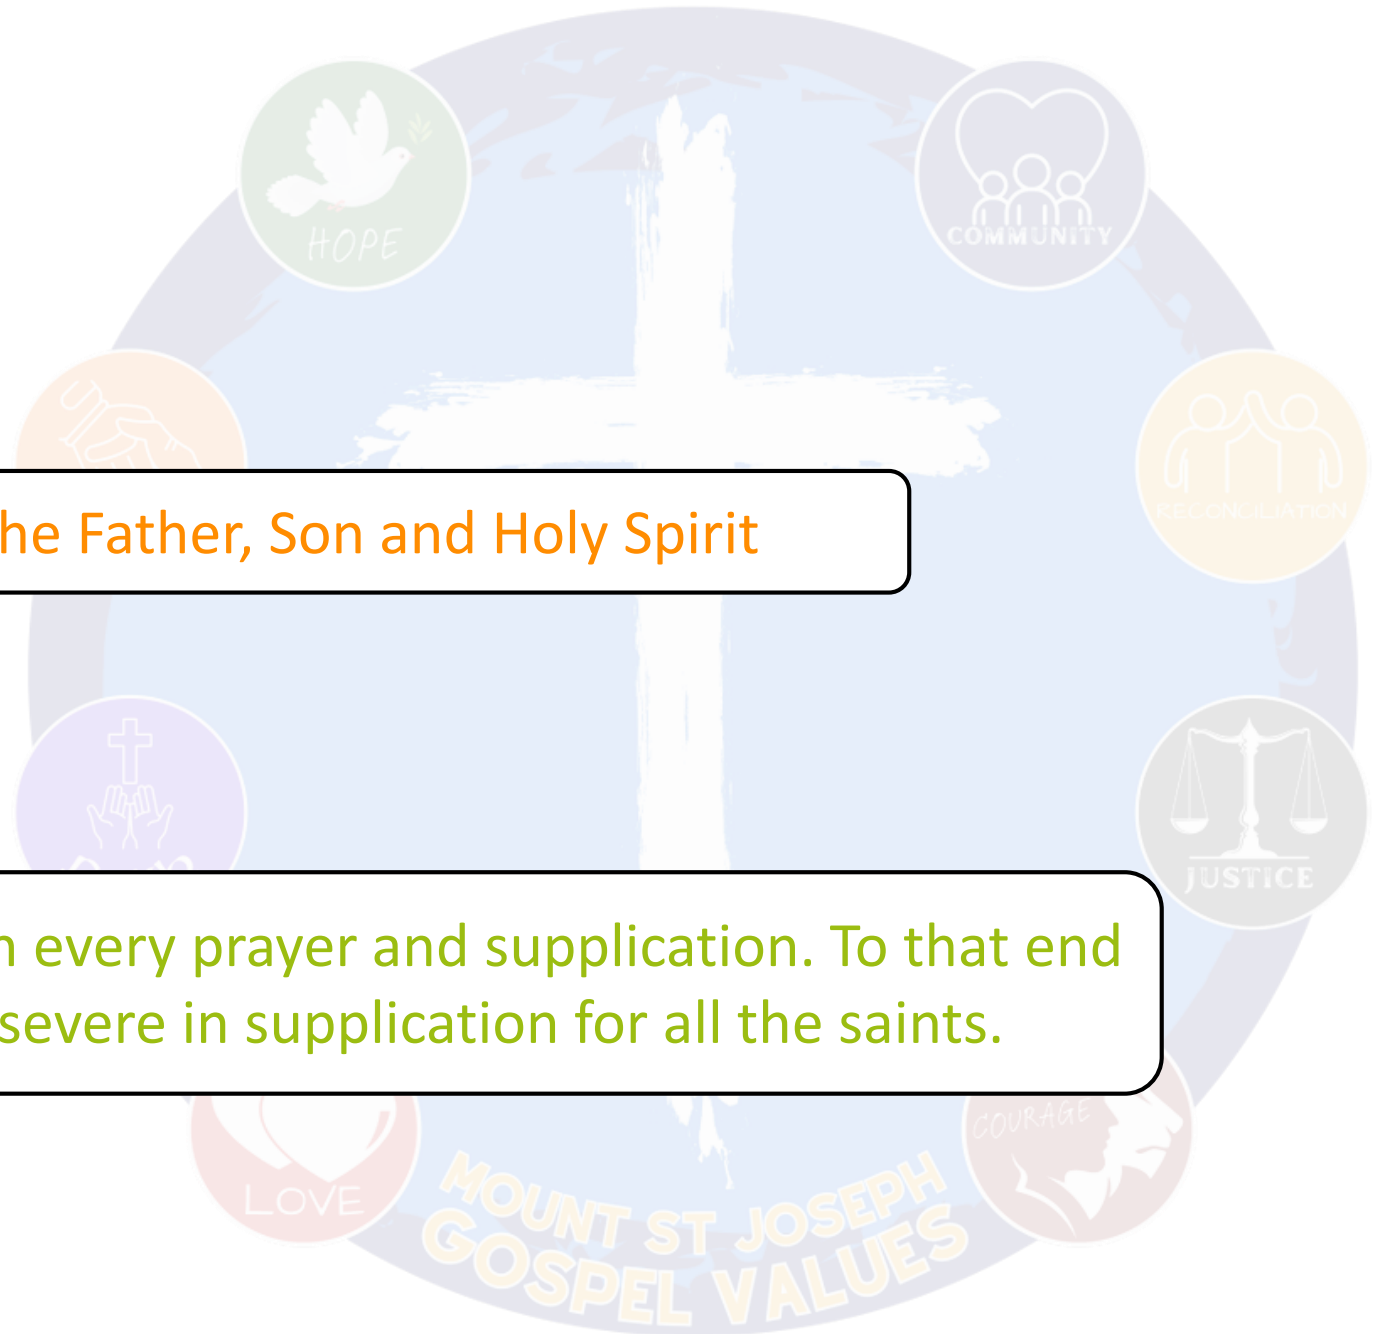 HOPE
COMMUNITY
RECONCILIATION
he Father, Son and Holy Spirit
JUSTICE
every prayer and supplication. To that end
severe in supplication for all the saints.
COURAGE
LOVE
MOUNT ST JOSEPH
GOSPEL VALUES